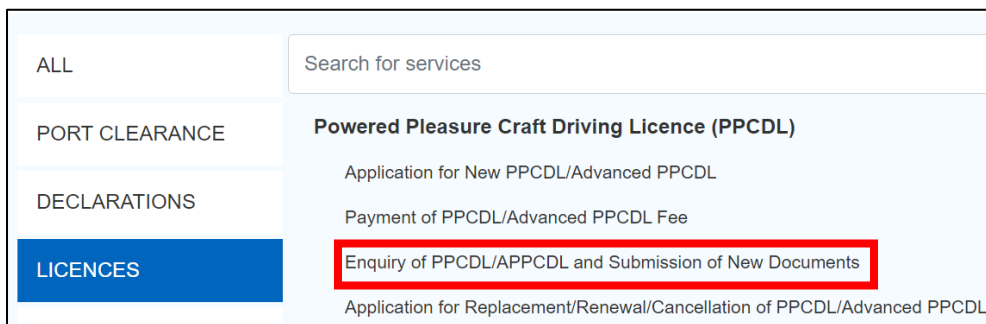 ALL
Search for services
PORT CLEARANCE
Powered Pleasure Craft Driving Licence (PPCDL)
Application for New PPCDL/Advanced PPCDL
DECLARATIONS
Payment of PPCDL/Advanced PPCDL Fee
LICENCES
Enquiry of PPCDL/APPCDL and Submission of New Documents
Application for Replacement/Renewal/Cancellation of PPCDL/Advanced PPCDL